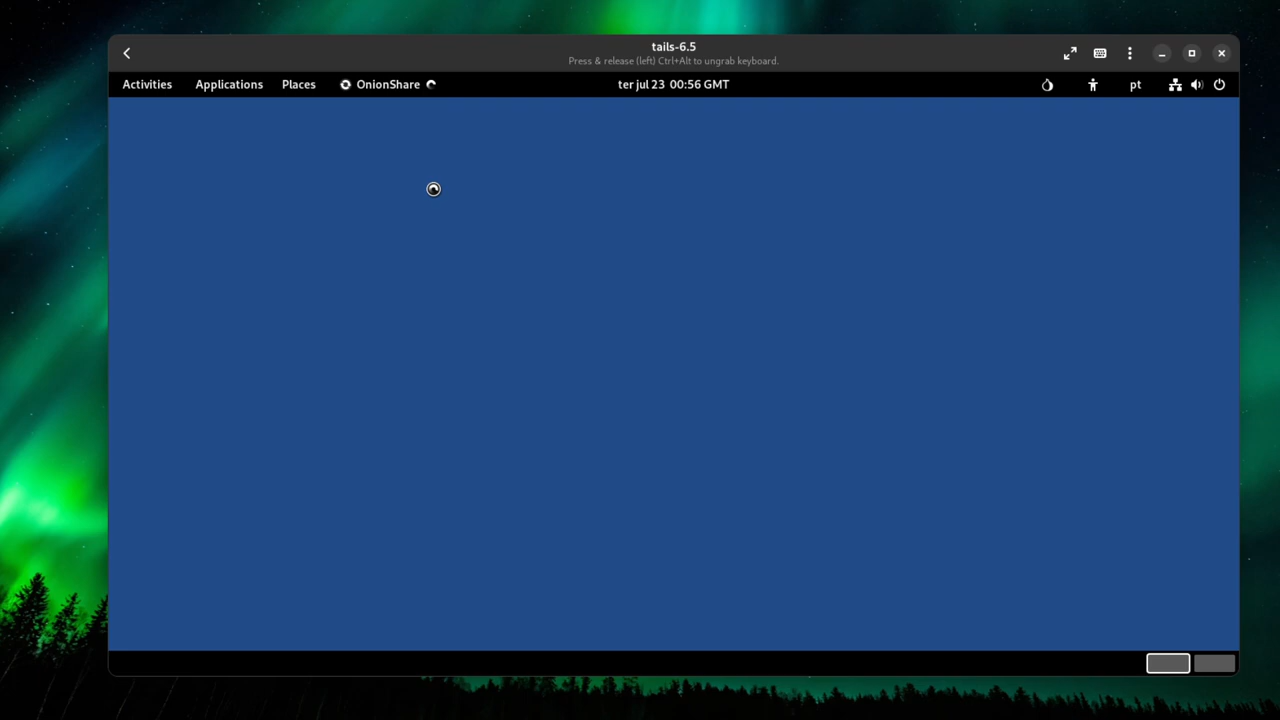 tails-6.5
Press & release (left) Ctrl+Alt to ungrab keyboard.
Activities Applications Places OnionShare ter jul 23 00:56 GMT pt